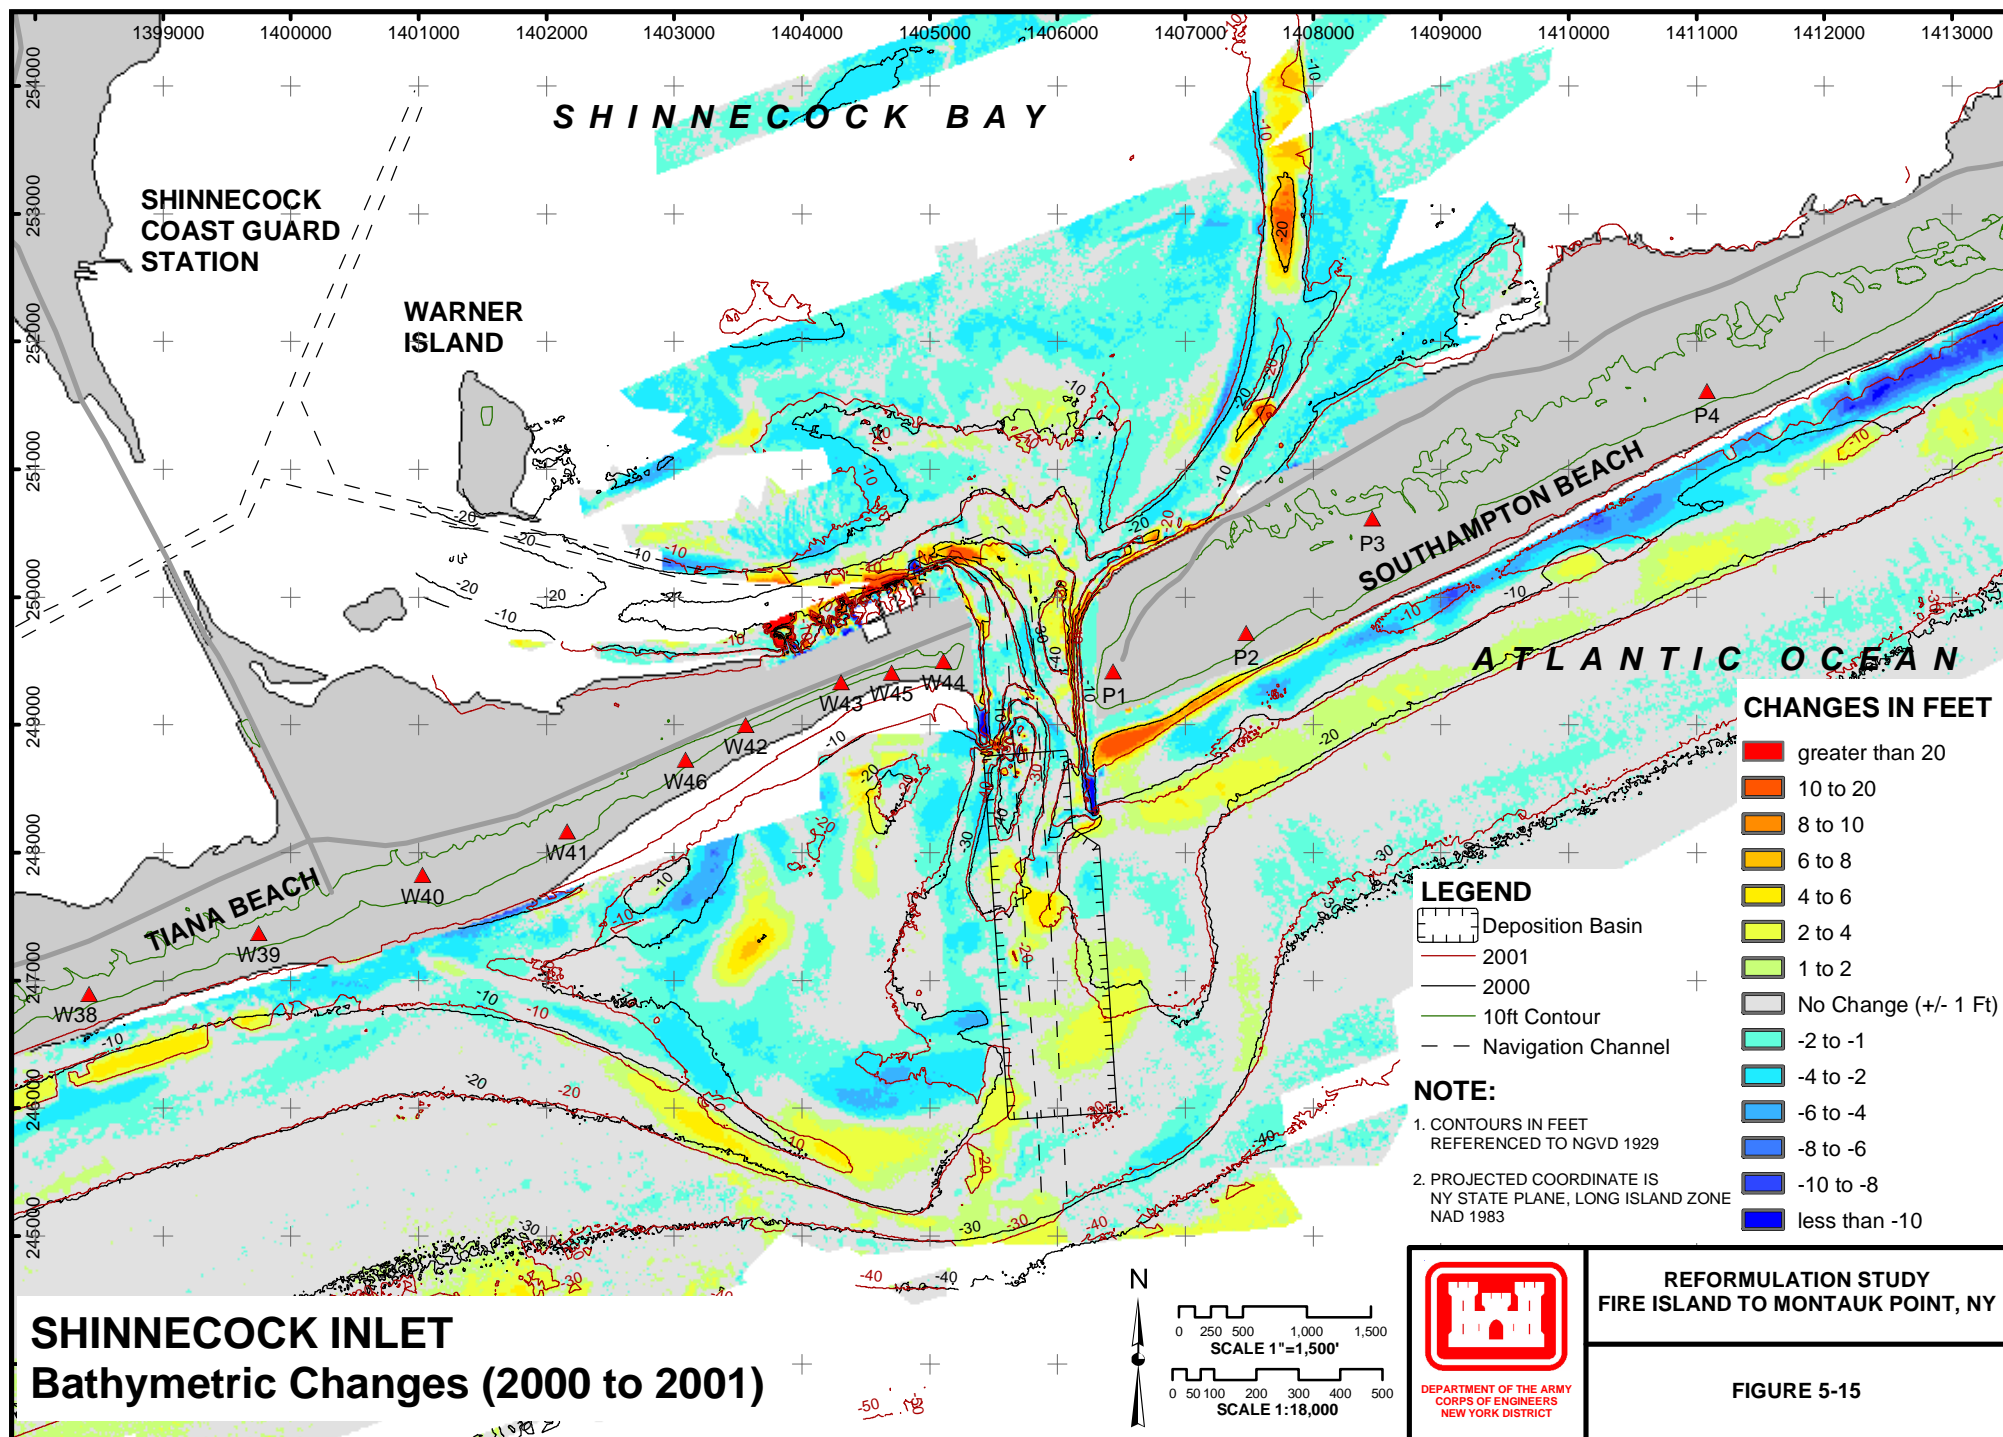 1399000 1400000 1401000 1402000 1403000 1404000 1405000 1406000 1407000 1408000 1409000 1410000 1411000 1412000 1413000
254000
253000
252000
251000
250000
249000
248000
247000
246000
245000
SHINNECOCK BAY
SHINNECOCK
COAST GUARD
STATION
WARNER
ISLAND
SOUTHAMPTON BEACH
ATLANTIC OCEAN
TIANA BEACH
P4
P3
P2
P1
W44
W45
W43
W42
W46
W41
W40
W39
W38
-10
-20
-30
-40
-50
CHANGES IN FEET
greater than 20
10 to 20
8 to 10
6 to 8
4 to 6
2 to 4
1 to 2
No Change (+/- 1 Ft)
-2 to -1
-4 to -2
-6 to -4
-8 to -6
-10 to -8
less than -10
LEGEND
Deposition Basin
2001
2000
10ft Contour
Navigation Channel
NOTE:
1. CONTOURS IN FEET
REFERENCED TO NGVD 1929
2. PROJECTED COORDINATE IS
NY STATE PLANE, LONG ISLAND ZONE
NAD 1983
SHINNECOCK INLET
Bathymetric Changes (2000 to 2001)
N
0 250 500 1,000 1,500
SCALE 1"=1,500'
0 50 100 200 300 400 500
SCALE 1:18,000
DEPARTMENT OF THE ARMY
CORPS OF ENGINEERS
NEW YORK DISTRICT
REFORMULATION STUDY
FIRE ISLAND TO MONTAUK POINT, NY
FIGURE 5-15